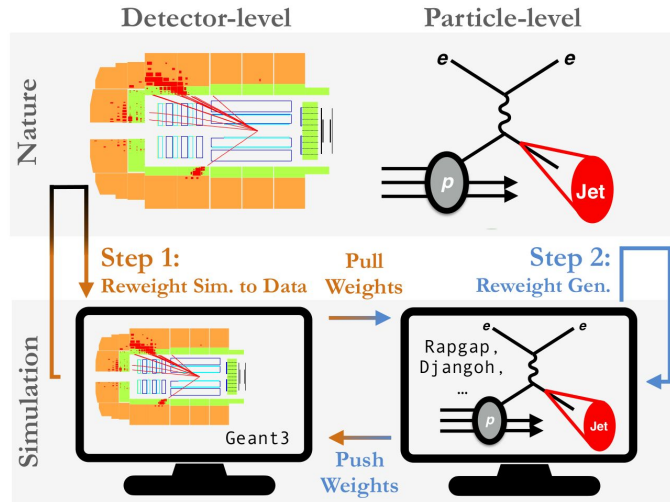 Detector-level
Particle-level
Nature
e
e
p
Jet
Step 1:
Reweight Sim. to Data
Pull
Weights
Step 2:
Reweight Gen.
Simulation
Geant3
Push
Weights
e
e
Rapgap,
Djangoh,
…
p
Jet